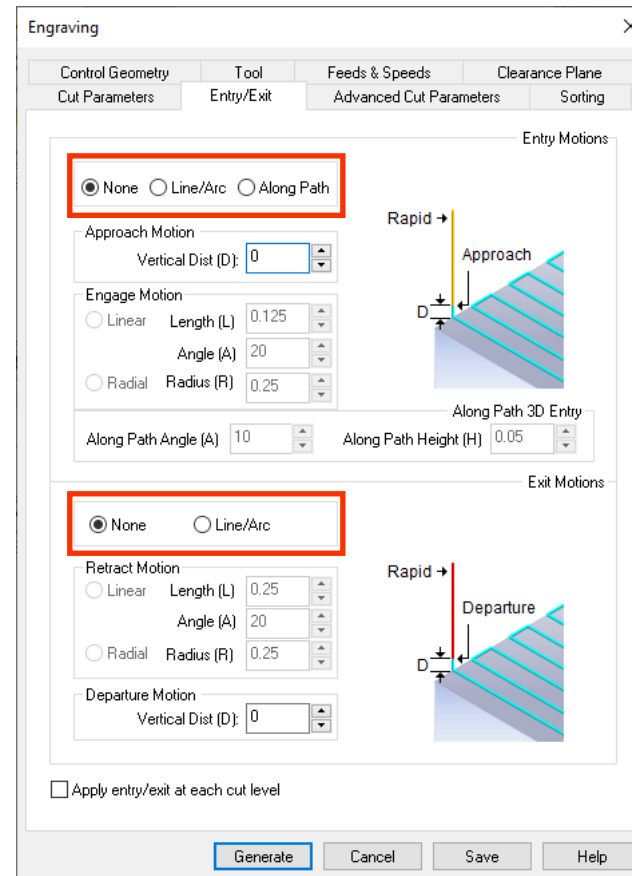 Engraving
Control Geometry Tool Feeds & Speeds Clearance Plane
Cut Parameters Entry/Exit Advanced Cut Parameters Sorting
Entry Motions
None Line/Arc Along Path
Rapid
Approach Motion
Vertical Dist (D): 0
Approach
Engage Motion
Linear Length (L) 0.125
D
Angle (A) 20
Radial Radius (R) 0.25
Along Path 3D Entry
Along Path Angle (A) 10 Along Path Height (H) 0.05
Exit Motions
None Line/Arc
Rapid
Retract Motion
Linear Length (L) 0.25
Departure
Angle (A) 20
Radial Radius (R) 0.25
D
Departure Motion
Vertical Dist (D): 0
Apply entry/exit at each cut level
Generate Cancel Save Help